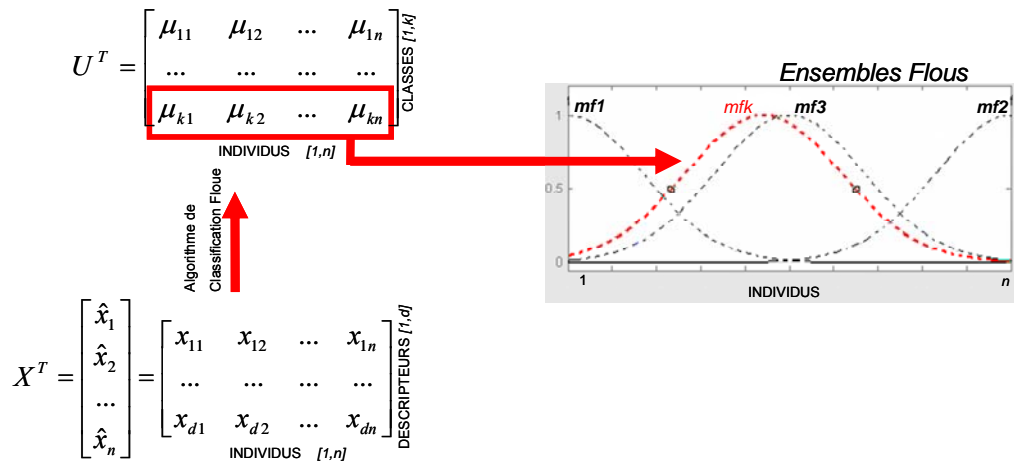 μ11 μ12 ... μ1n
U^T = ... ... ... ...
μk1 μk2 ... μkn
CLASSES [1,k]
INDIVIDUS [1,n]
Algorithme de
Classification Floue
x̂1
x̂2
...
x̂n
X^T = =
x11 x12 ... x1n
... ... ... ...
xd1 xd2 ... xdn
DESCRIPTEURS [1,d]
INDIVIDUS [1,n]
Ensembles Flous
mf1 mfk mf3 mf2
1
0.5
0
1 n
INDIVIDUS